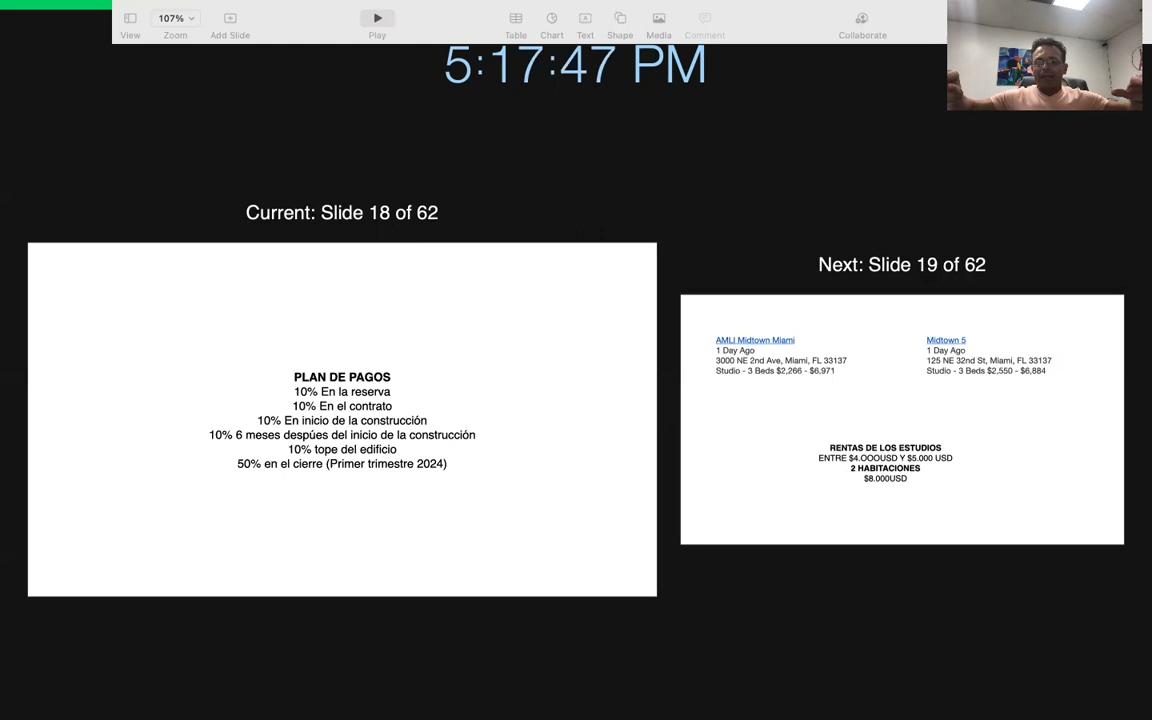 107%
View
Zoom
Add Slide
Play
Table
Chart
Text
Shape
Media
Comment
Collaborate
5:17:47 PM
Current: Slide 18 of 62
PLAN DE PAGOS
10% En la reserva
10% En el contrato
10% En inicio de la construcción
10% 6 meses despúes del inicio de la construcción
10% tope del edificio
50% en el cierre (Primer trimestre 2024)
Next: Slide 19 of 62
AMLI Midtown Miami
1 Day Ago
3000 NE 2nd Ave, Miami, FL 33137
Studio - 3 Beds $2,266 - $6,971
Midtown 5
1 Day Ago
125 NE 32nd St, Miami, FL 33137
Studio - 3 Beds $2,550 - $6,884
RENTAS DE LOS ESTUDIOS
ENTRE $4.OOOUSD Y $5.000 USD
2 HABITACIONES
$8.000USD